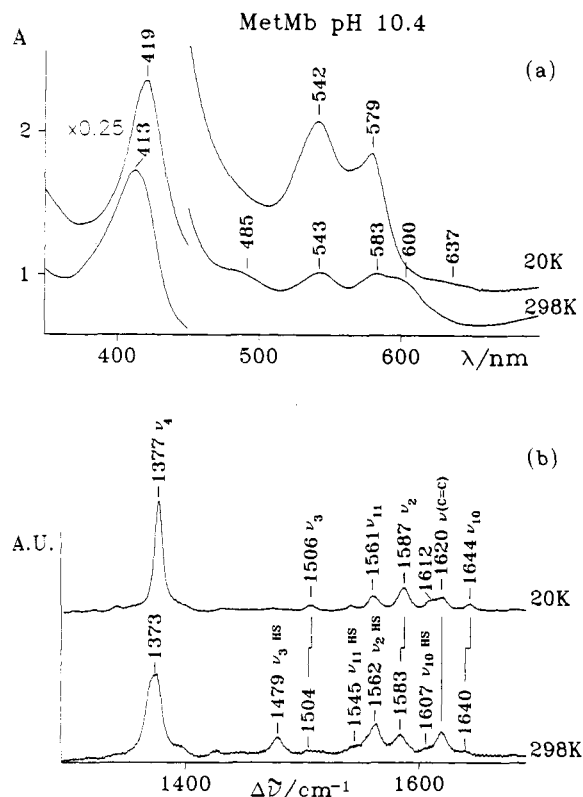 MetMb pH 10.4
A
(a)
419
542
×0.25
413
579
2
485
543
583
600
637
1
20K
298K
400
500
600
λ/nm
(b)
1377 ν4
A.U.
1506 ν3
1561 ν11
1587 ν2
1612
1620 ν(C=C)
1644 ν10
20K
1373
1479 ν3 HS
1504
1545 ν11 HS
1562 ν2 HS
1583
1607 ν10 HS
1640
298K
1400
1600
Δν̃/cm⁻¹